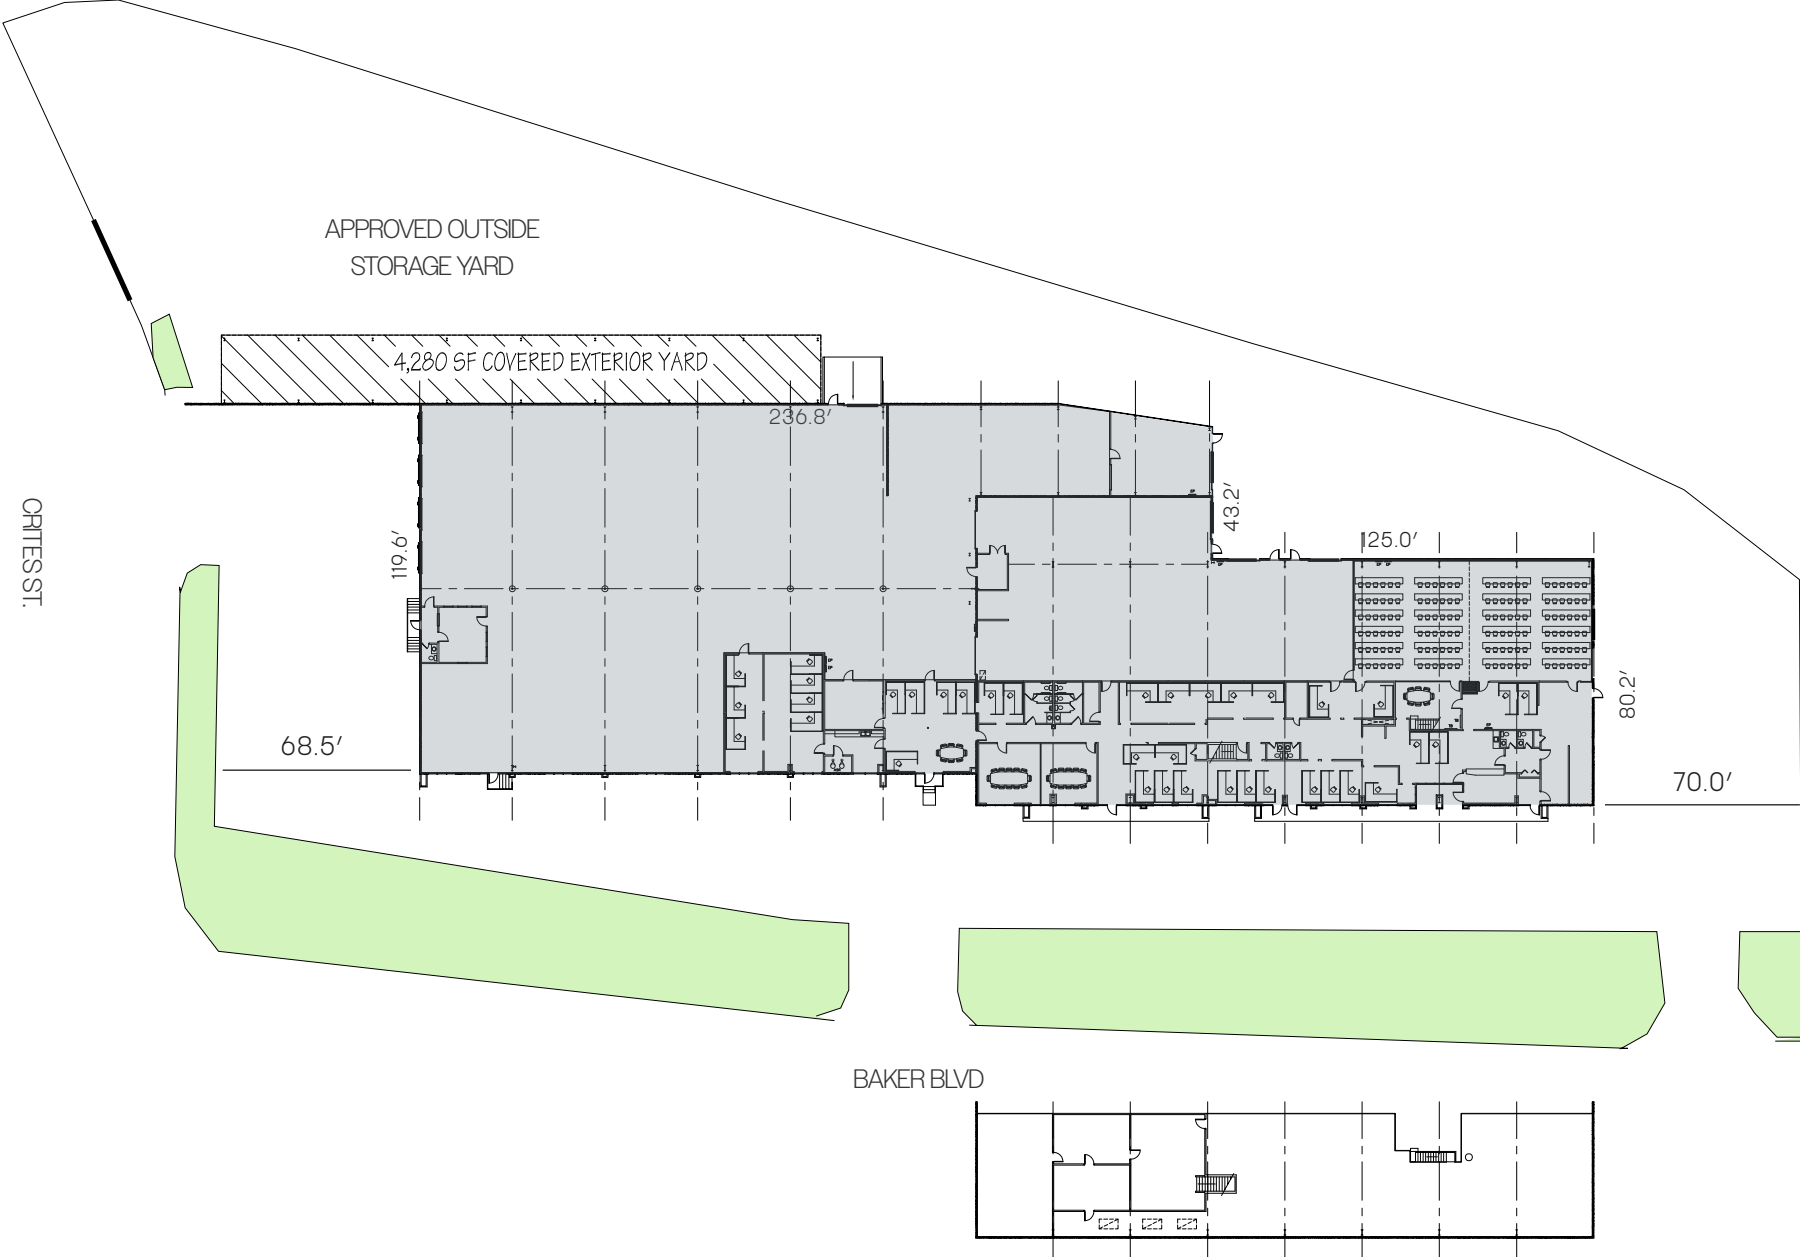 APPROVED OUTSIDE
STORAGE YARD
4,280 SF COVERED EXTERIOR YARD
236.8′
CRITES ST.
119.6′
43.2′
125.0′
80.2′
68.5′
70.0′
BAKER BLVD